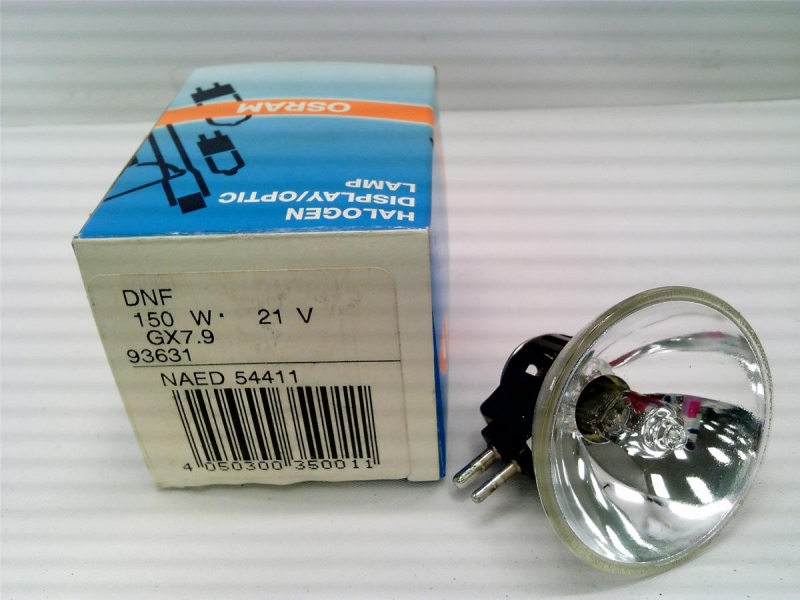 OSRAM
HALOGEN
DISPLAY/OPTIC
LAMP
DNF
150 W· 21 V
GX7.9
93631
NAED 54411
4 050300 350011